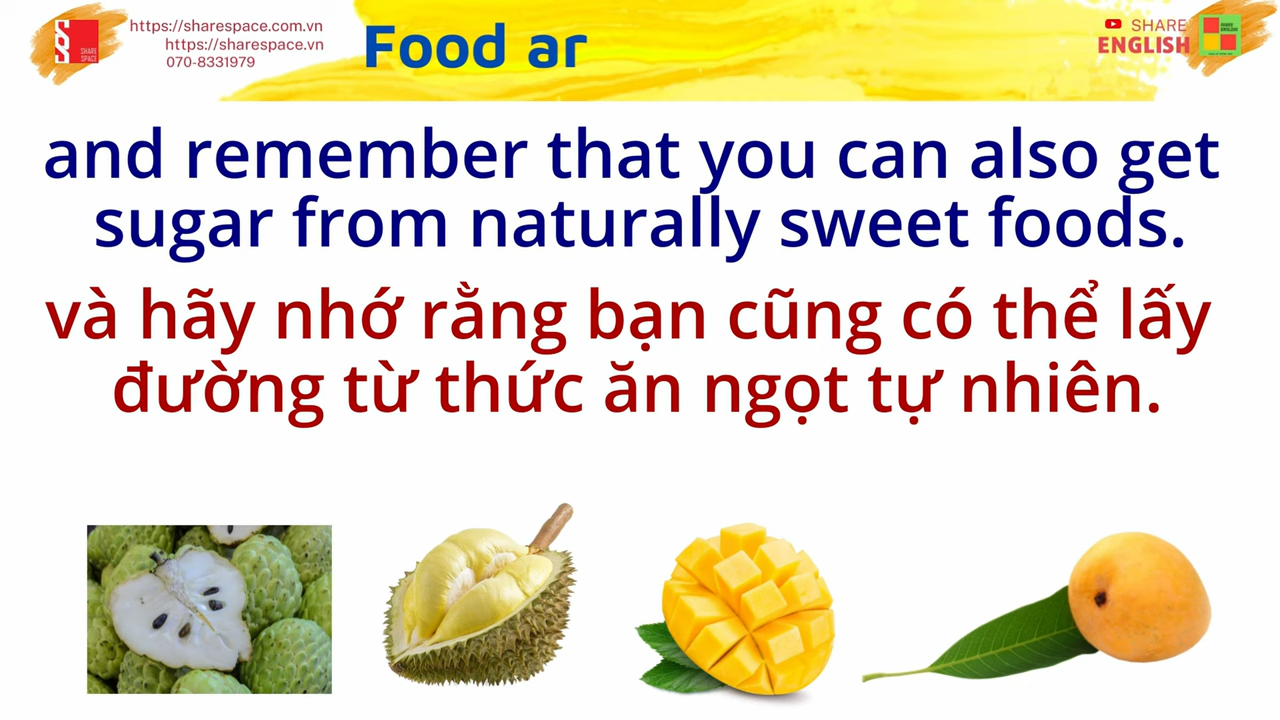 https://sharespace.com.vn
https://sharespace.vn
070-8331979
SHARE
SPACE
Food ar
SHARE
ENGLISH
and remember that you can also get
sugar from naturally sweet foods.
và hãy nhớ rằng bạn cũng có thể lấy
đường từ thức ăn ngọt tự nhiên.